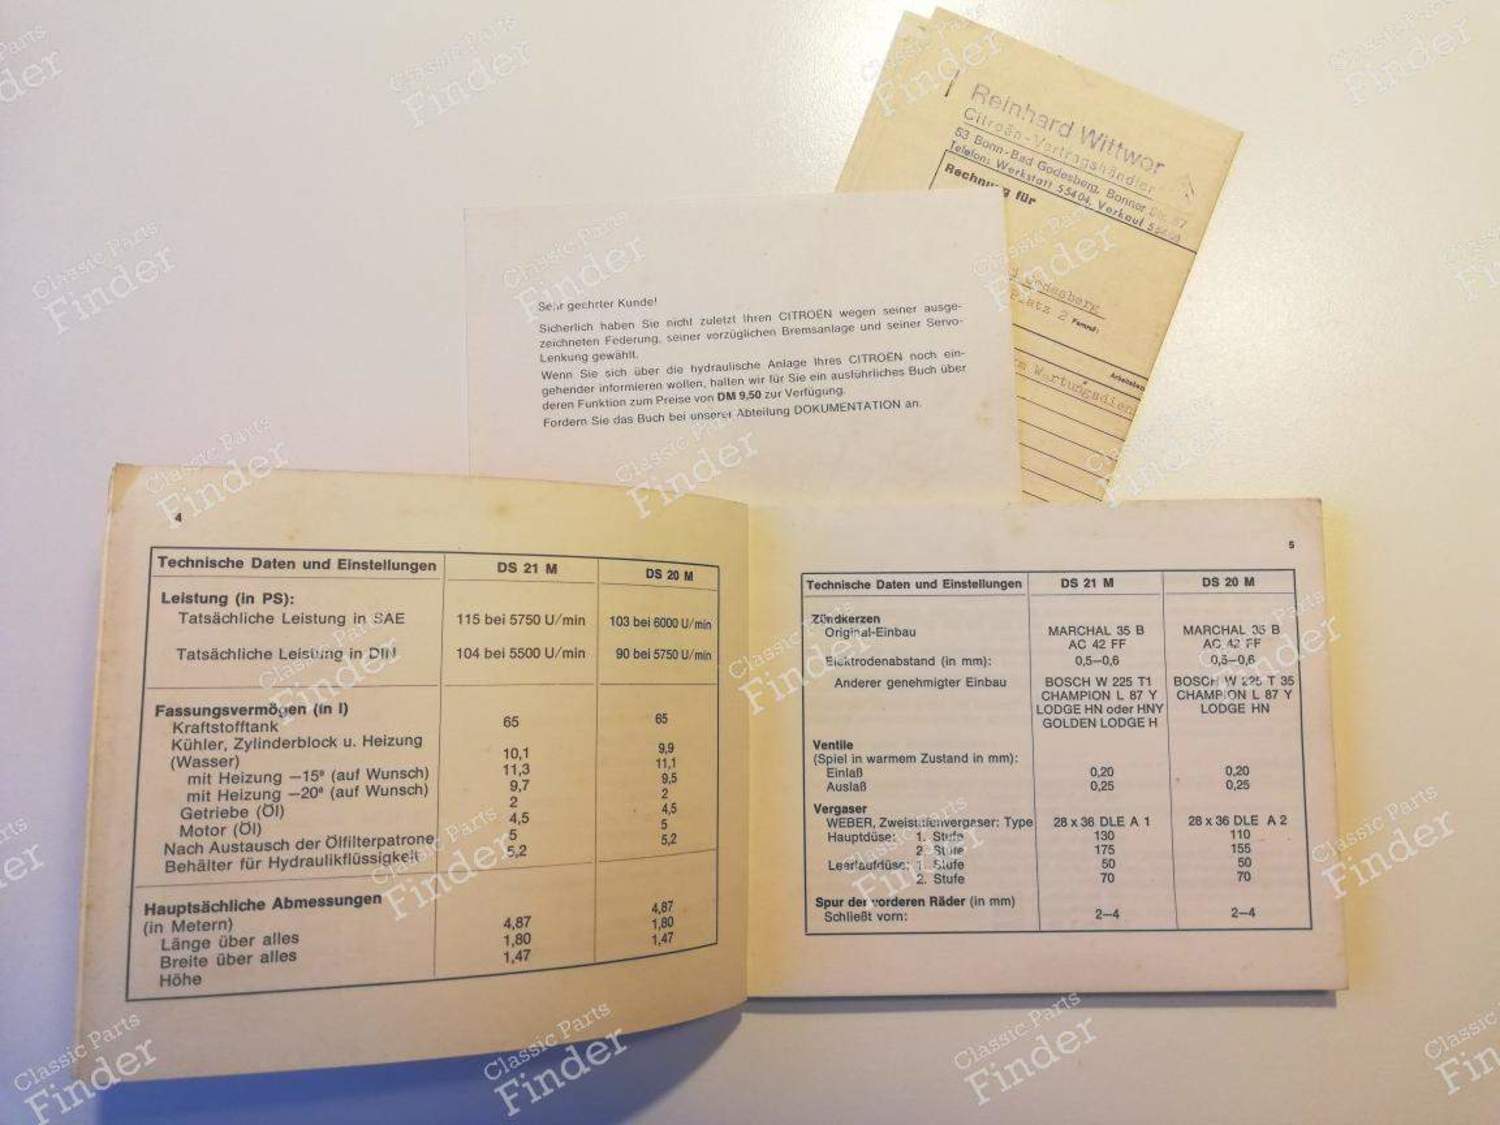 Reinhard Wittwer
Citroën-Vertragshändler
53 Bonn-Bad Godesberg, Bonner
Telefon: Werkstatt 55404, Verkauf
Rechnung für
Godesberg
Platz 2
Sehr geehrter Kunde!
Sicherlich haben Sie nicht zuletzt Ihren CITROËN wegen seiner ausge-
zeichneten Federung, seiner vorzüglichen Bremsanlage und seiner Servo-
Lenkung gewählt.
Wenn Sie sich über die hydraulische Anlage Ihres CITROËN noch ein-
gehender informieren wollen, halten wir für Sie ein ausführliches Buch über
deren Funktion zum Preise von DM 9,50 zur Verfügung.
Fordern Sie das Buch bei unserer Abteilung DOKUMENTATION an.
4
Technische Daten und Einstellungen DS 21 M DS 20 M
Leistung (in PS):
Tatsächliche Leistung in SAE 115 bei 5750 U/min 103 bei 6000 U/min
Tatsächliche Leistung in DIN 104 bei 5500 U/min 90 bei 5750 U/min
Fassungsvermögen (in l)
Kraftstofftank 65 65
Kühler, Zylinderblock u. Heizung
(Wasser) 10,1 9,9
mit Heizung —15° (auf Wunsch) 11,3 11,1
mit Heizung —20° (auf Wunsch) 9,7 9,5
Getriebe (Öl) 2 2
Motor (Öl) 4,5 4,5
Nach Austausch der Ölfilterpatrone 5 5
Behälter für Hydraulikflüssigkeit 5,2 5,2
Hauptsächliche Abmessungen
(in Metern)
Länge über alles 4,87 4,87
Breite über alles 1,80 1,80
Höhe 1,47 1,47
5
Technische Daten und Einstellungen DS 21 M DS 20 M
Zündkerzen
Original-Einbau MARCHAL 35 B MARCHAL 35 B
AC 42 FF AC 42 FF
Elektrodenabstand (in mm): 0,5–0,6 0,5–0,6
Anderer genehmigter Einbau BOSCH W 225 T1 BOSCH W 225 T 35
CHAMPION L 87 Y CHAMPION L 87 Y
LODGE HN oder HNY LODGE HN
GOLDEN LODGE H
Ventile
(Spiel in warmem Zustand in mm):
Einlaß 0,20 0,20
Auslaß 0,25 0,25
Vergaser
WEBER, Zweistufenvergaser: Type 28 x 36 DLE A 1 28 x 36 DLE A 2
Hauptdüse: 1. Stufe 130 110
2. Stufe 175 155
Leerlaufdüse: 1. Stufe 50 50
2. Stufe 70 70
Spur der vorderen Räder (in mm)
Schließt vorn: 2—4 2—4
Classic Parts
Finder